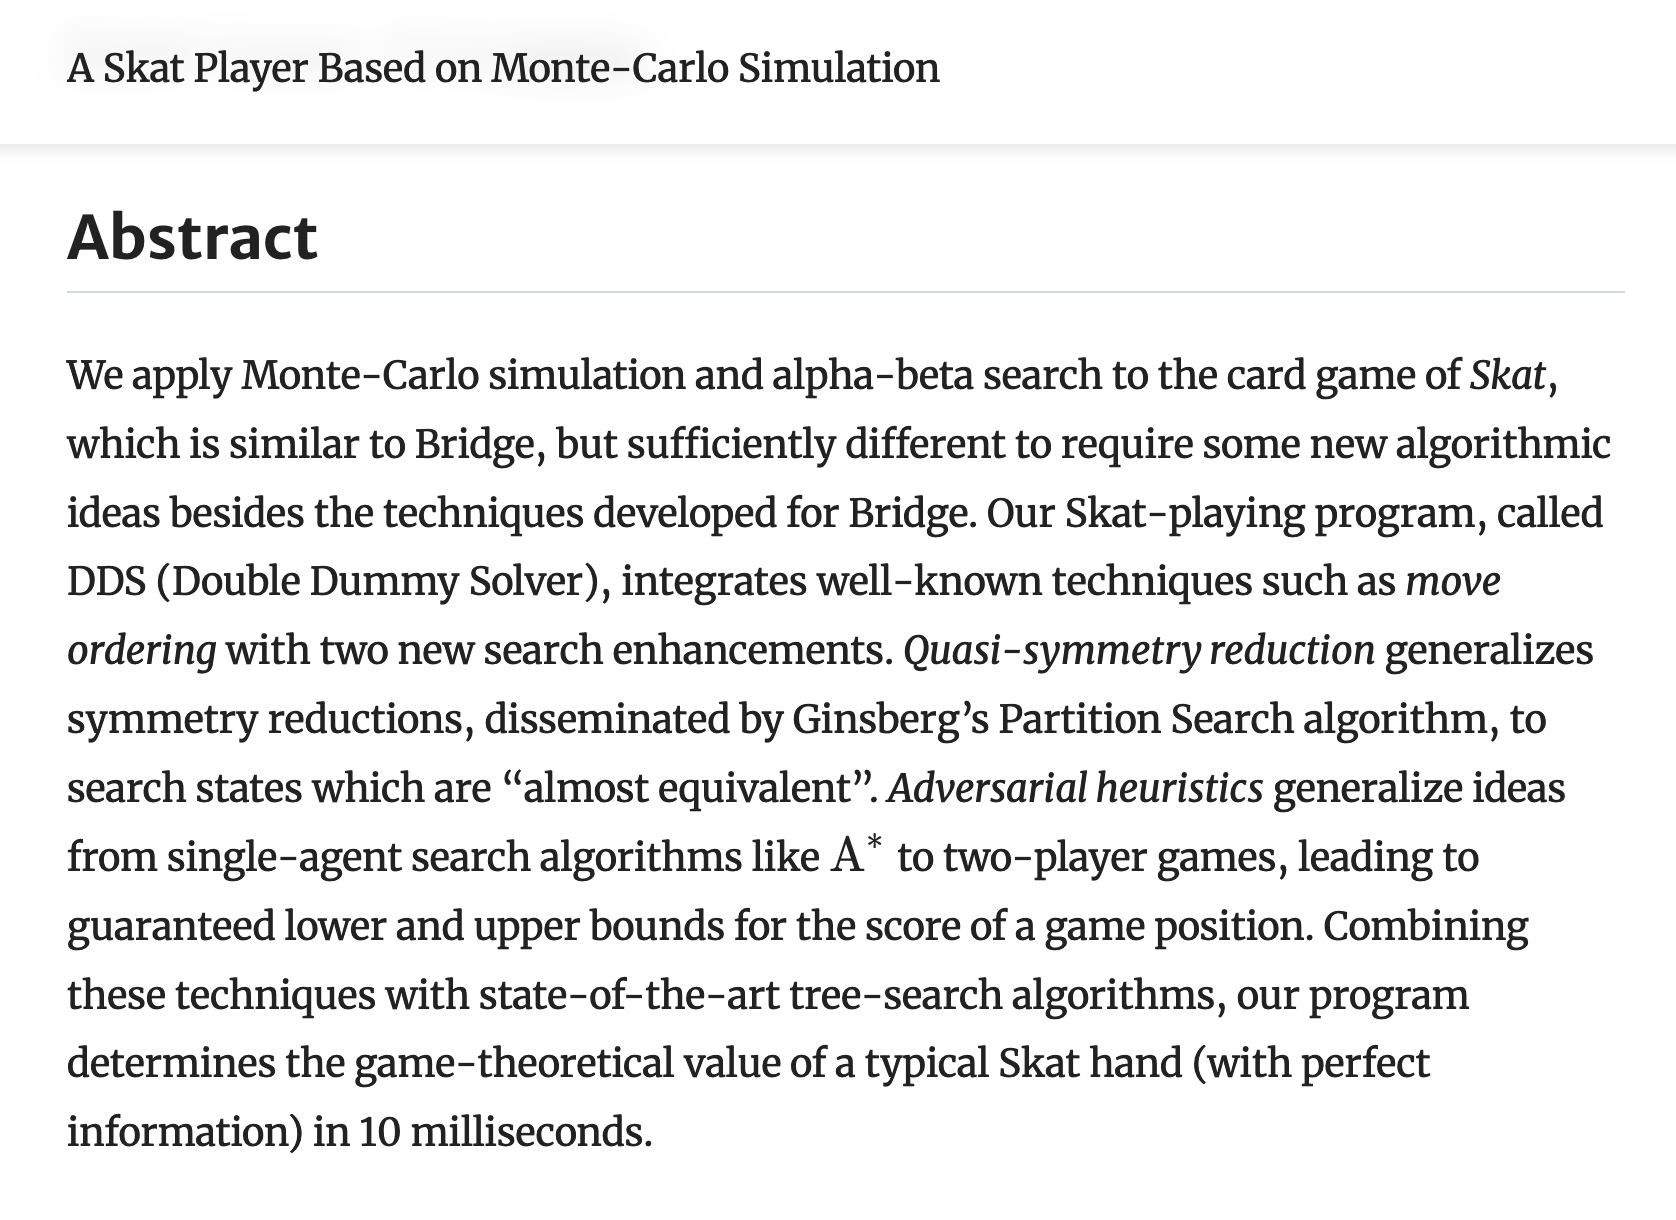 A Skat Player Based on Monte-Carlo Simulation
Abstract
We apply Monte-Carlo simulation and alpha-beta search to the card game of Skat,
which is similar to Bridge, but sufficiently different to require some new algorithmic
ideas besides the techniques developed for Bridge. Our Skat-playing program, called
DDS (Double Dummy Solver), integrates well-known techniques such as move
ordering with two new search enhancements. Quasi-symmetry reduction generalizes
symmetry reductions, disseminated by Ginsberg’s Partition Search algorithm, to
search states which are “almost equivalent”. Adversarial heuristics generalize ideas
from single-agent search algorithms like A* to two-player games, leading to
guaranteed lower and upper bounds for the score of a game position. Combining
these techniques with state-of-the-art tree-search algorithms, our program
determines the game-theoretical value of a typical Skat hand (with perfect
information) in 10 milliseconds.